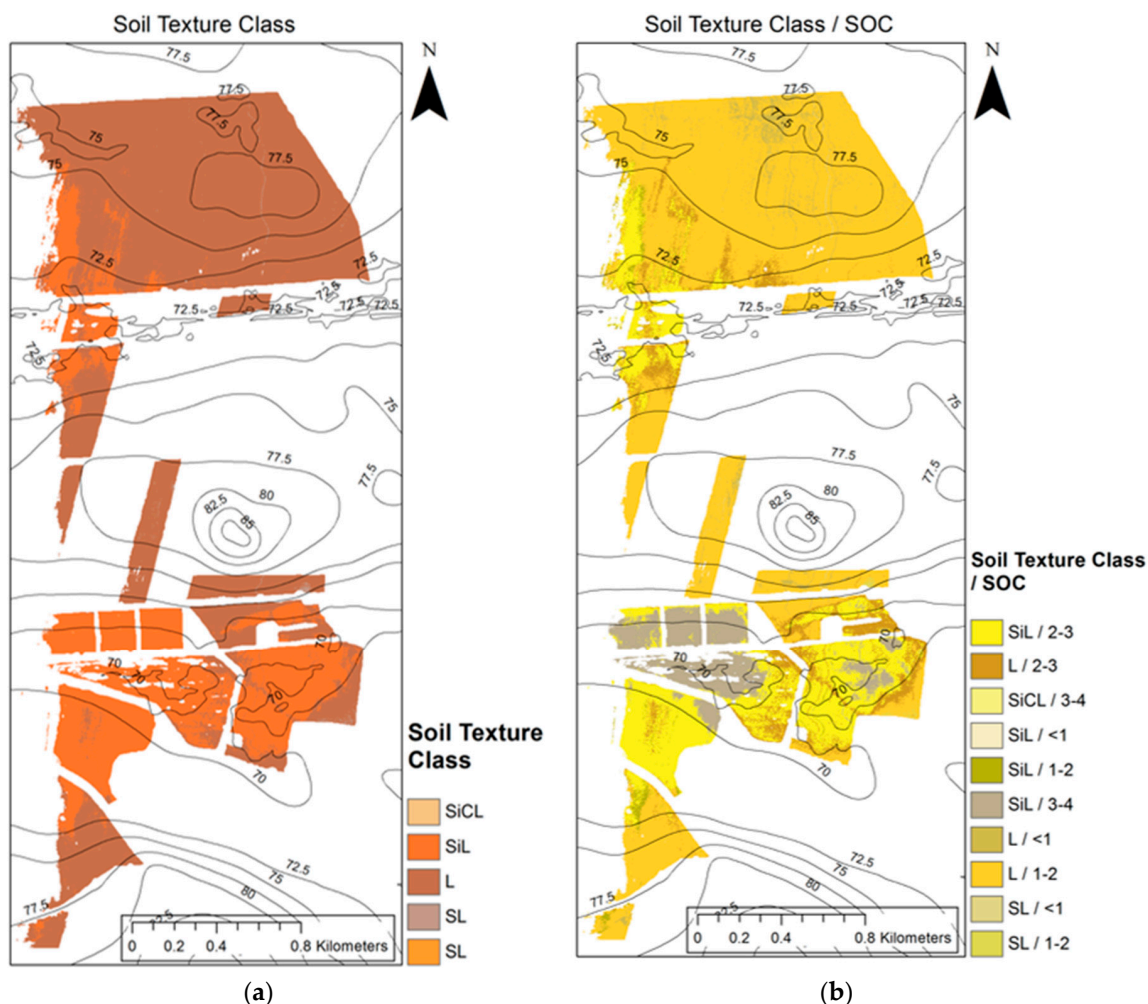 Soil Texture Class
Soil Texture Class / SOC
N
N
77.5
77.5
77.5
77.5
75
75
77.5
77.5
75
75
72.5
72.5
72.5
72.5
72.5
72.5
72.5
72.5
72.5
72.5
72.5
72.5
75
75
77.5
77.5
77.5
77.5
80
80
82.5
82.5
85
85
70
70
70
70
70
70
70
70
70
70
72.5
72.5
75
75
80
80
77.5
77.5
Soil Texture
Class
SiCL
SiL
L
SL
SL
Soil Texture Class
/ SOC
SiL / 2-3
L / 2-3
SiCL / 3-4
SiL / <1
SiL / 1-2
SiL / 3-4
L / <1
L / 1-2
SL / <1
SL / 1-2
0 0.2 0.4 0.8 Kilometers
0 0.2 0.4 0.8 Kilometers
(a)
(b)